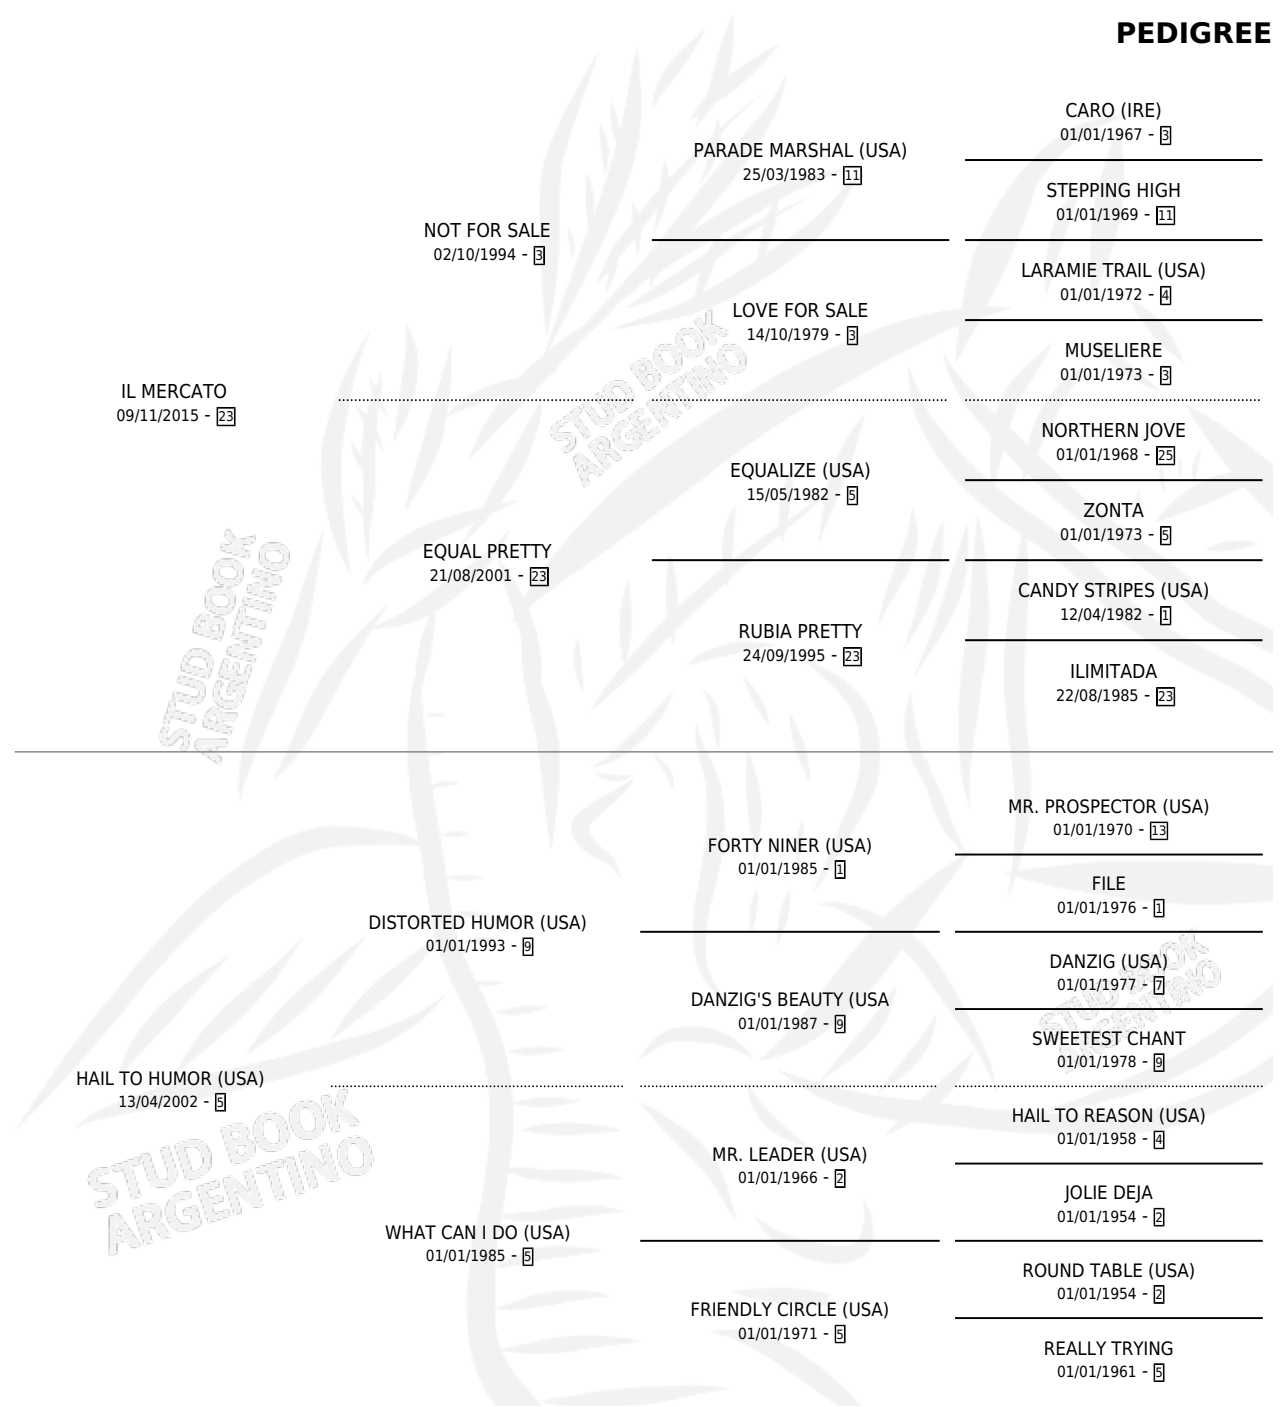 PEDIGREE
CARO (IRE)
01/01/1967 - 3
PARADE MARSHAL (USA)
25/03/1983 - 11
STEPPING HIGH
01/01/1969 - 11
NOT FOR SALE
02/10/1994 - 3
LARAMIE TRAIL (USA)
01/01/1972 - 4
LOVE FOR SALE
14/10/1979 - 3
MUSELIERE
01/01/1973 - 3
IL MERCATO
09/11/2015 - 23
NORTHERN JOVE
01/01/1968 - 25
EQUALIZE (USA)
15/05/1982 - 5
ZONTA
01/01/1973 - 5
EQUAL PRETTY
21/08/2001 - 23
CANDY STRIPES (USA)
12/04/1982 - 1
RUBIA PRETTY
24/09/1995 - 23
ILIMITADA
22/08/1985 - 23
MR. PROSPECTOR (USA)
01/01/1970 - 13
FORTY NINER (USA)
01/01/1985 - 1
FILE
01/01/1976 - 1
DISTORTED HUMOR (USA)
01/01/1993 - 9
DANZIG (USA)
01/01/1977 - 7
DANZIG'S BEAUTY (USA
01/01/1987 - 9
SWEETEST CHANT
01/01/1978 - 9
HAIL TO HUMOR (USA)
13/04/2002 - 5
HAIL TO REASON (USA)
01/01/1958 - 4
MR. LEADER (USA)
01/01/1966 - 2
JOLIE DEJA
01/01/1954 - 2
WHAT CAN I DO (USA)
01/01/1985 - 5
ROUND TABLE (USA)
01/01/1954 - 2
FRIENDLY CIRCLE (USA)
01/01/1971 - 5
REALLY TRYING
01/01/1961 - 5
STUD BOOK
ARGENTINO
STUD BOOK
ARGENTINO
STUD BOOK
ARGENTINO
STUD BOOK
ARGENTINO